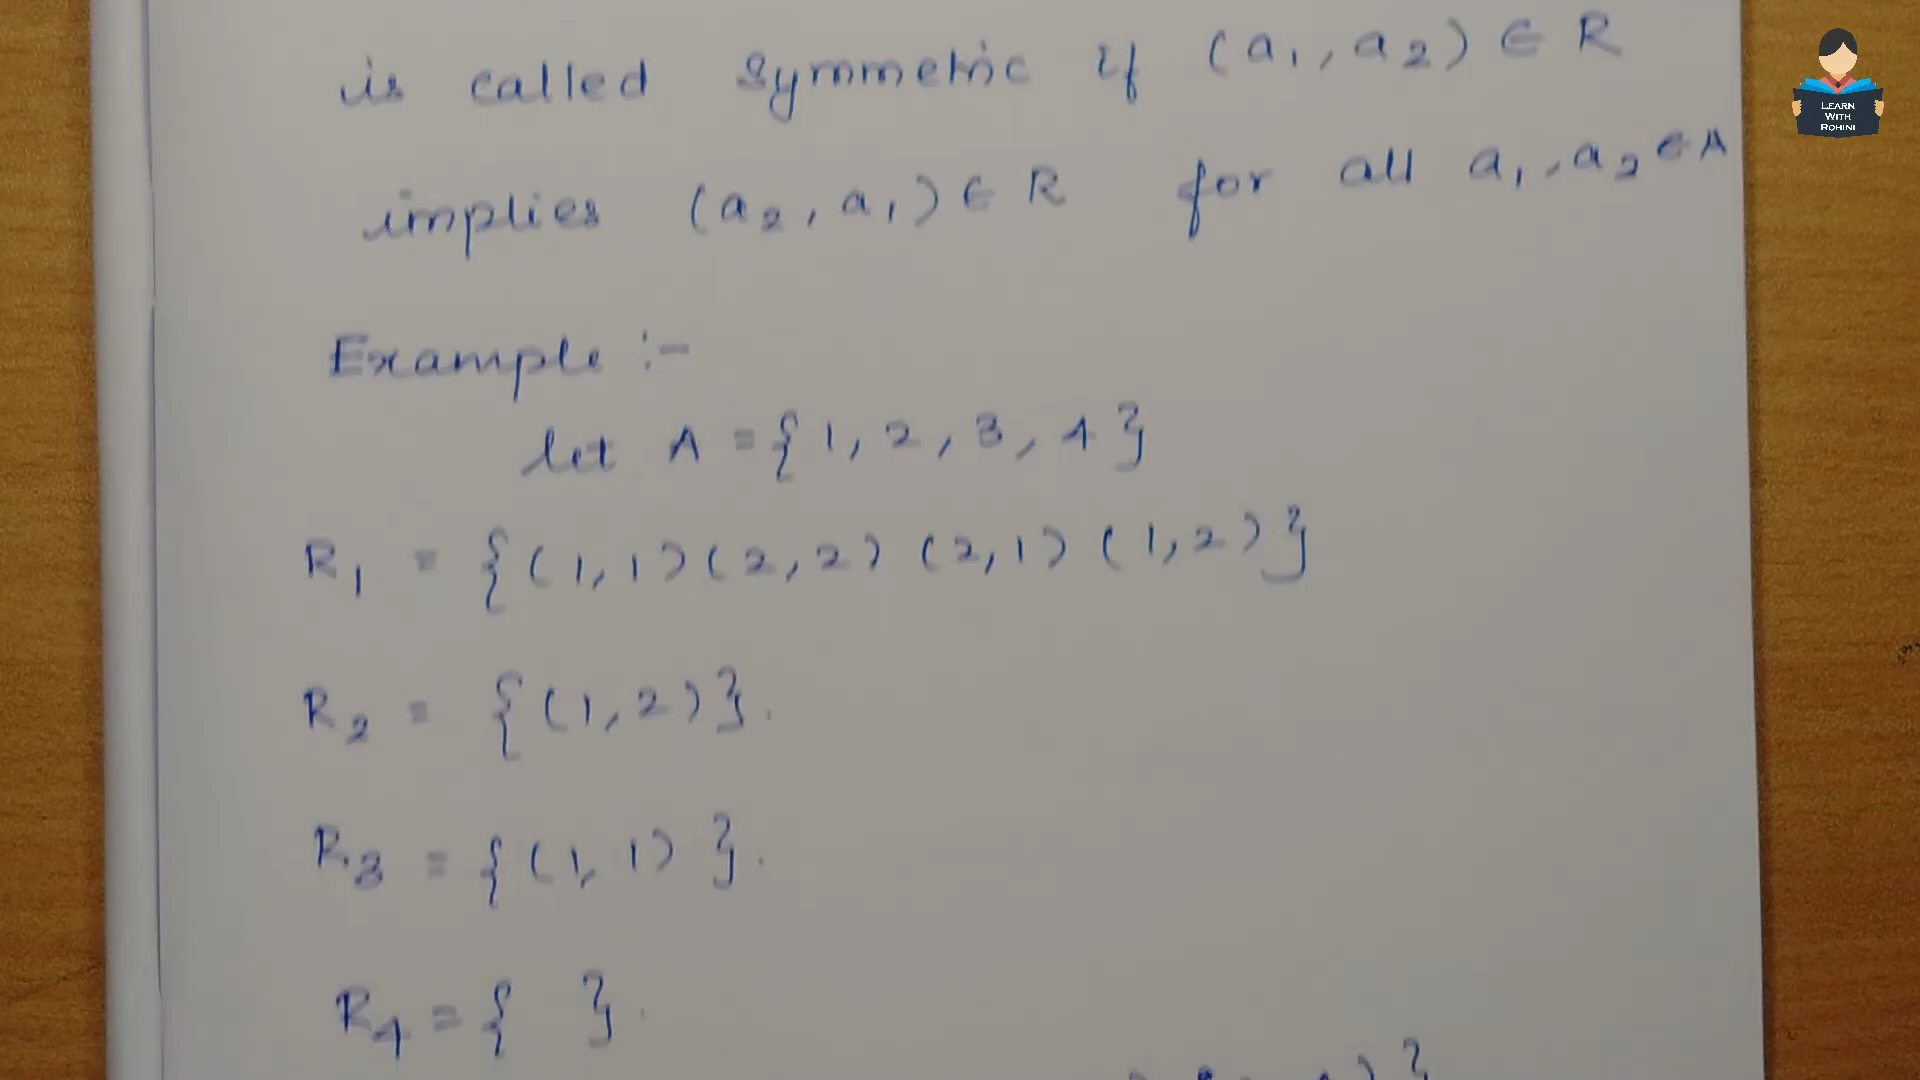 is called symmetric if (a₁, a₂) ∈ R
implies (a₂, a₁) ∈ R for all a₁, a₂ ∈ A
Example :-
let A = {1, 2, 3, 4}
R₁ = {(1,1)(2,2) (2,1) (1,2)}
R₂ = {(1,2)}.
R₃ = {(1,1)}.
R₄ = { }.
LEARN
WITH
ROHINI